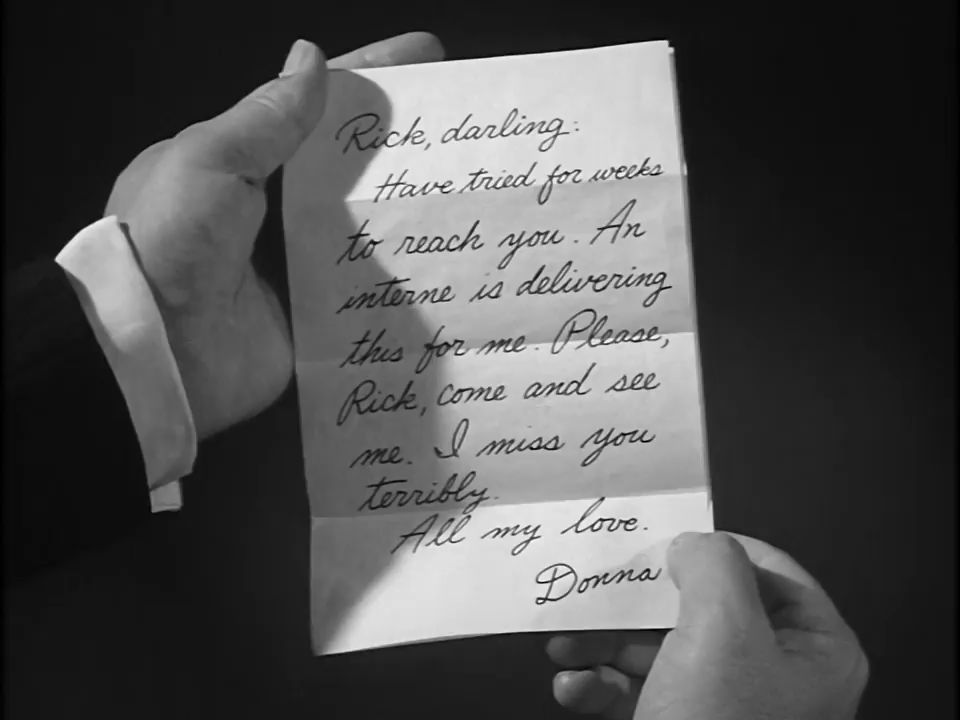 Rick, darling:
Have tried for weeks
to reach you. An
interne is delivering
this for me. Please,
Rick, come and see
me. I miss you
terribly.
All my love.
Donna